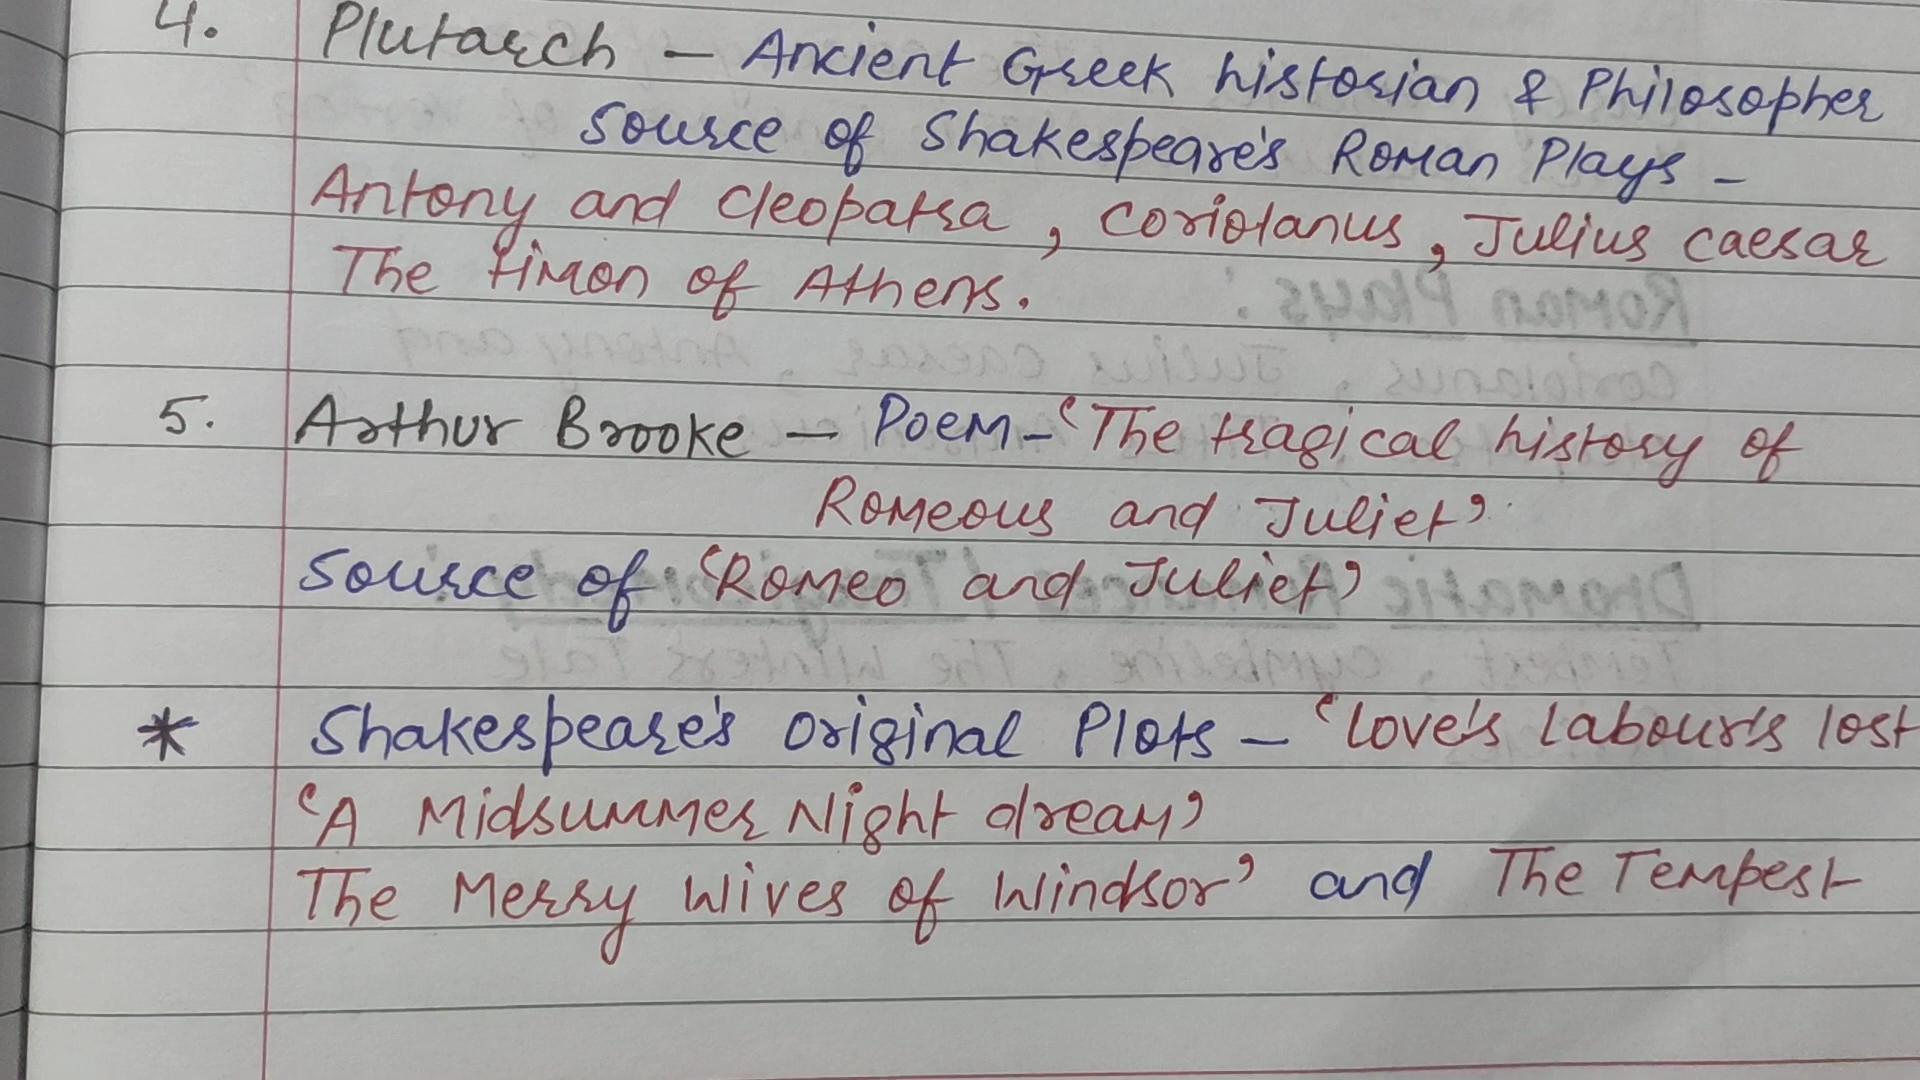 4. Plutarch – Ancient Greek historian & Philosopher
Source of Shakespeare's Roman Plays –
Antony and Cleopatra, Coriolanus, Julius Caesar
The timon of Athens.
5. Arthur Brooke – Poem – 'The tragical history of
Romeous and Juliet'
Source of 'Romeo and Juliet'
* Shakespeare's original Plots – 'Love's labour's lost
'A Midsummer Night dream'
The Merry Wives of Windsor' and The Tempest